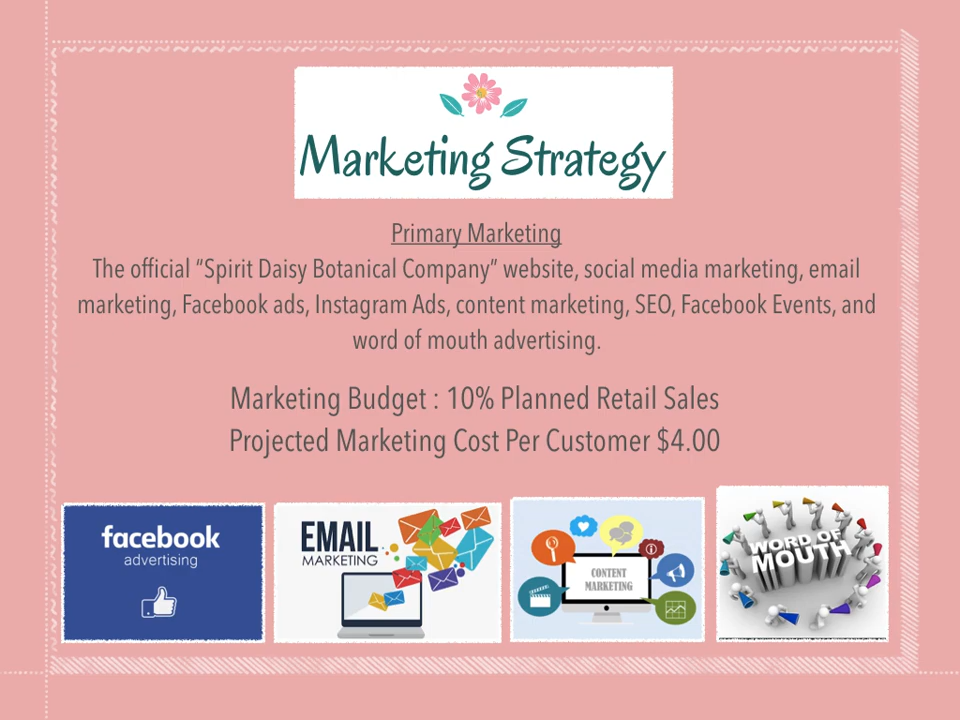 Marketing Strategy
Primary Marketing
The official “Spirit Daisy Botanical Company” website, social media marketing, email
marketing, Facebook ads, Instagram Ads, content marketing, SEO, Facebook Events, and
word of mouth advertising.
Marketing Budget : 10% Planned Retail Sales
Projected Marketing Cost Per Customer $4.00
facebook
advertising
EMAIL
MARKETING
CONTENT
MARKETING
WORD OF
MOUTH